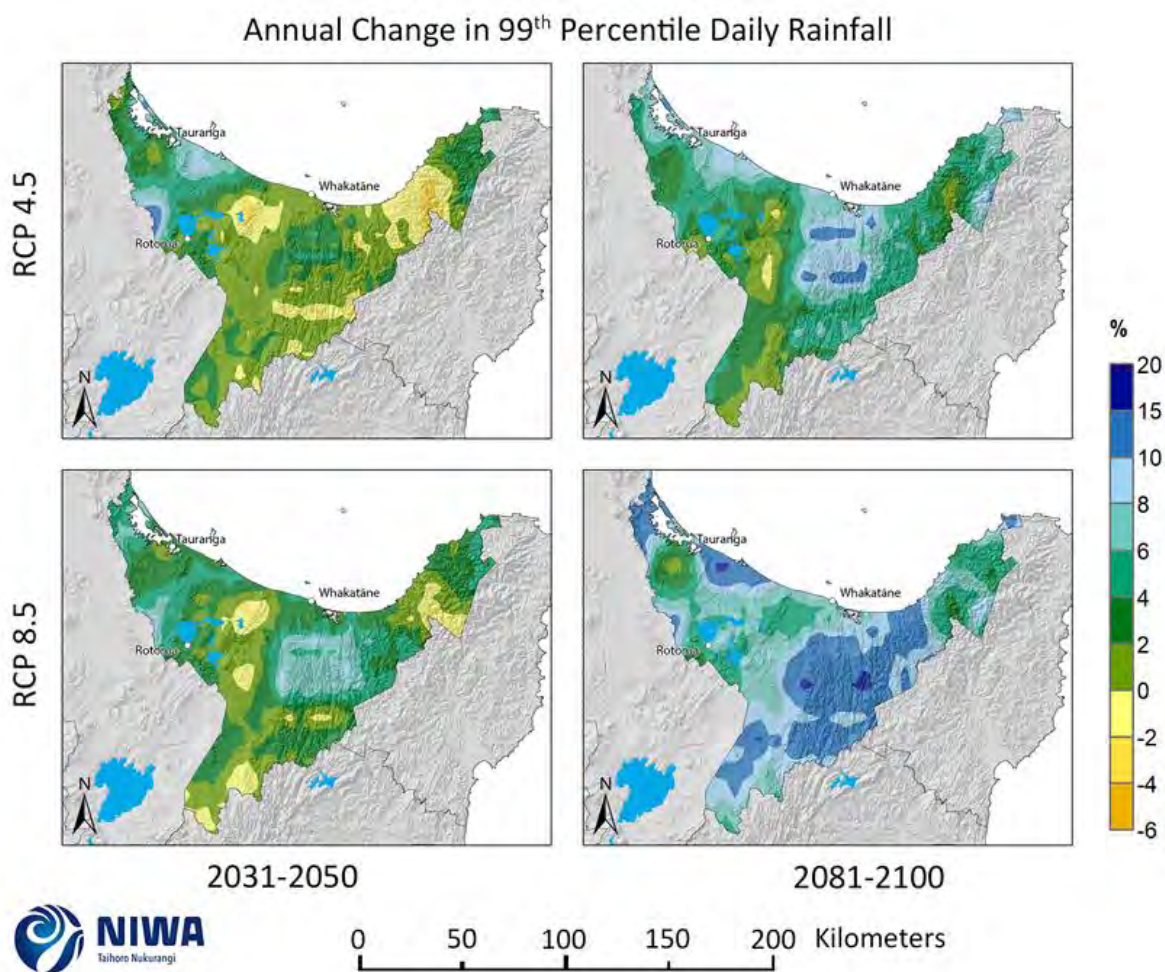 Annual Change in 99th Percentile Daily Rainfall
RCP 4.5
Tauranga
Whakatāne
Rotorua
N
Tauranga
Whakatāne
Rotorua
N
%
20
15
10
8
6
4
2
0
-2
-4
-6
RCP 8.5
Tauranga
Whakatāne
Rotorua
N
Tauranga
Whakatāne
Rotorua
N
2031-2050
2081-2100
NIWA
Taihoro Nukurangi
0 50 100 150 200 Kilometers